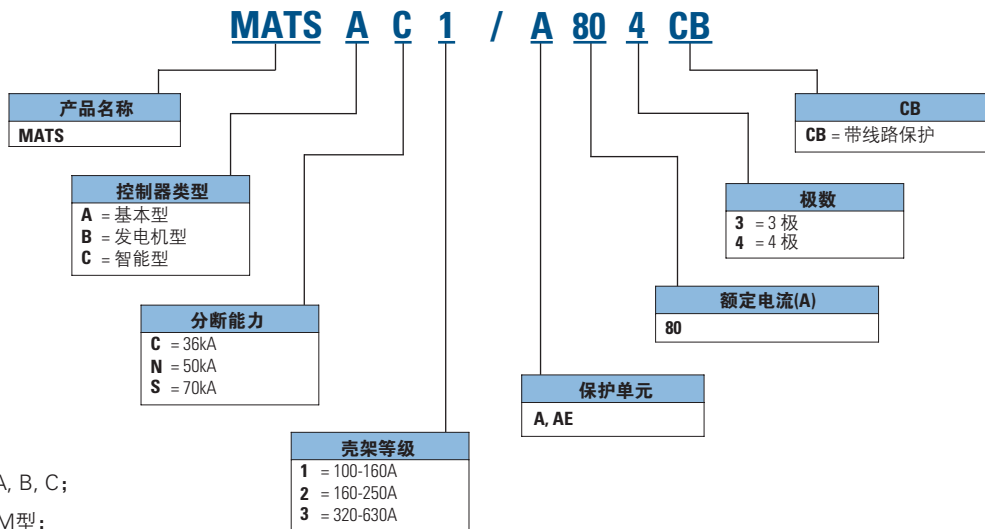 MATS A C 1 / A 80 4 CB
产品名称
MATS
CB
CB = 带线路保护
控制器类型
A = 基本型
B = 发电机型
C = 智能型
极数
3 = 3 极
4 = 4 极
额定电流(A)
80
分断能力
C = 36kA
N = 50kA
S = 70kA
保护单元
A, AE
壳架等级
1 = 100-160A
2 = 160-250A
3 = 320-630A
A, B, C；
M型；